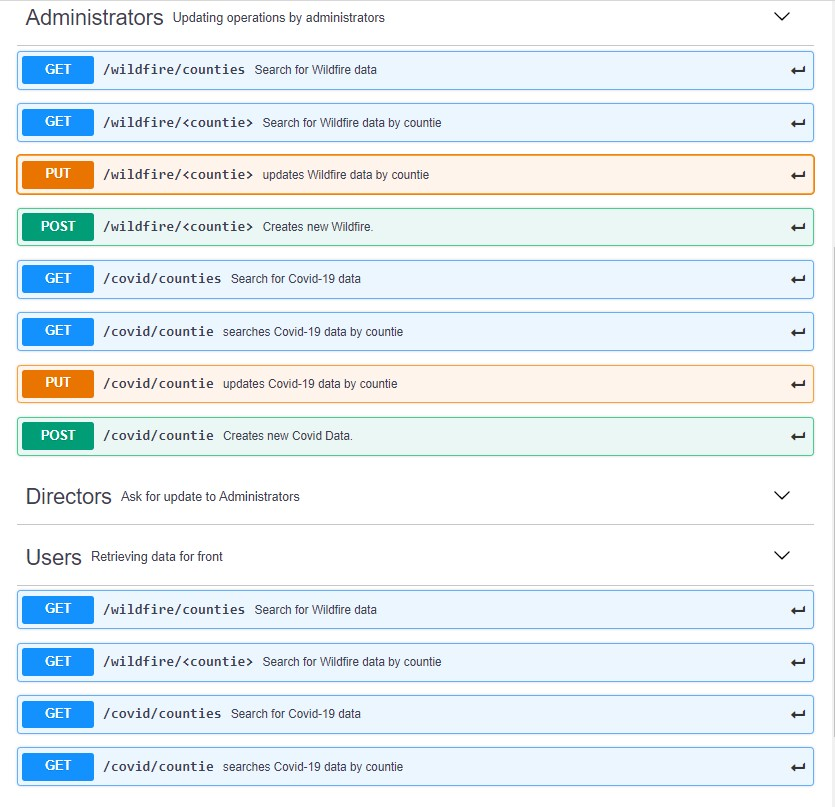 Administrators Updating operations by administrators
GET /wildfire/counties Search for Wildfire data
GET /wildfire/<countie> Search for Wildfire data by countie
PUT /wildfire/<countie> updates Wildfire data by countie
POST /wildfire/<countie> Creates new Wildfire.
GET /covid/counties Search for Covid-19 data
GET /covid/countie searches Covid-19 data by countie
PUT /covid/countie updates Covid-19 data by countie
POST /covid/countie Creates new Covid Data.
Directors Ask for update to Administrators
Users Retrieving data for front
GET /wildfire/counties Search for Wildfire data
GET /wildfire/<countie> Search for Wildfire data by countie
GET /covid/counties Search for Covid-19 data
GET /covid/countie searches Covid-19 data by countie